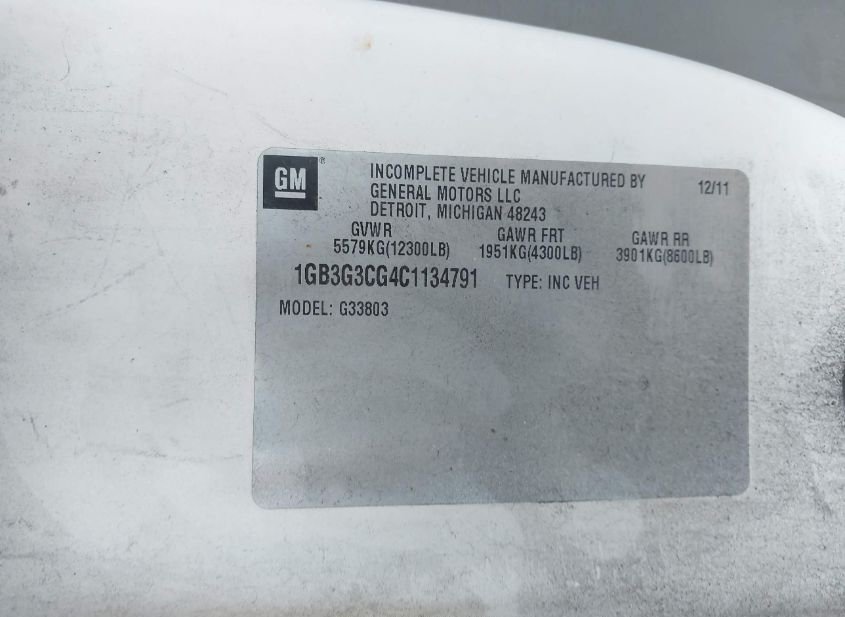 GM®
INCOMPLETE VEHICLE MANUFACTURED BY 12/11
GENERAL MOTORS LLC
DETROIT, MICHIGAN 48243
GVWR GAWR FRT GAWR RR
5579KG(12300LB) 1951KG(4300LB) 3901KG(8600LB)
1GB3G3CG4C1134791 TYPE: INC VEH
MODEL: G33803